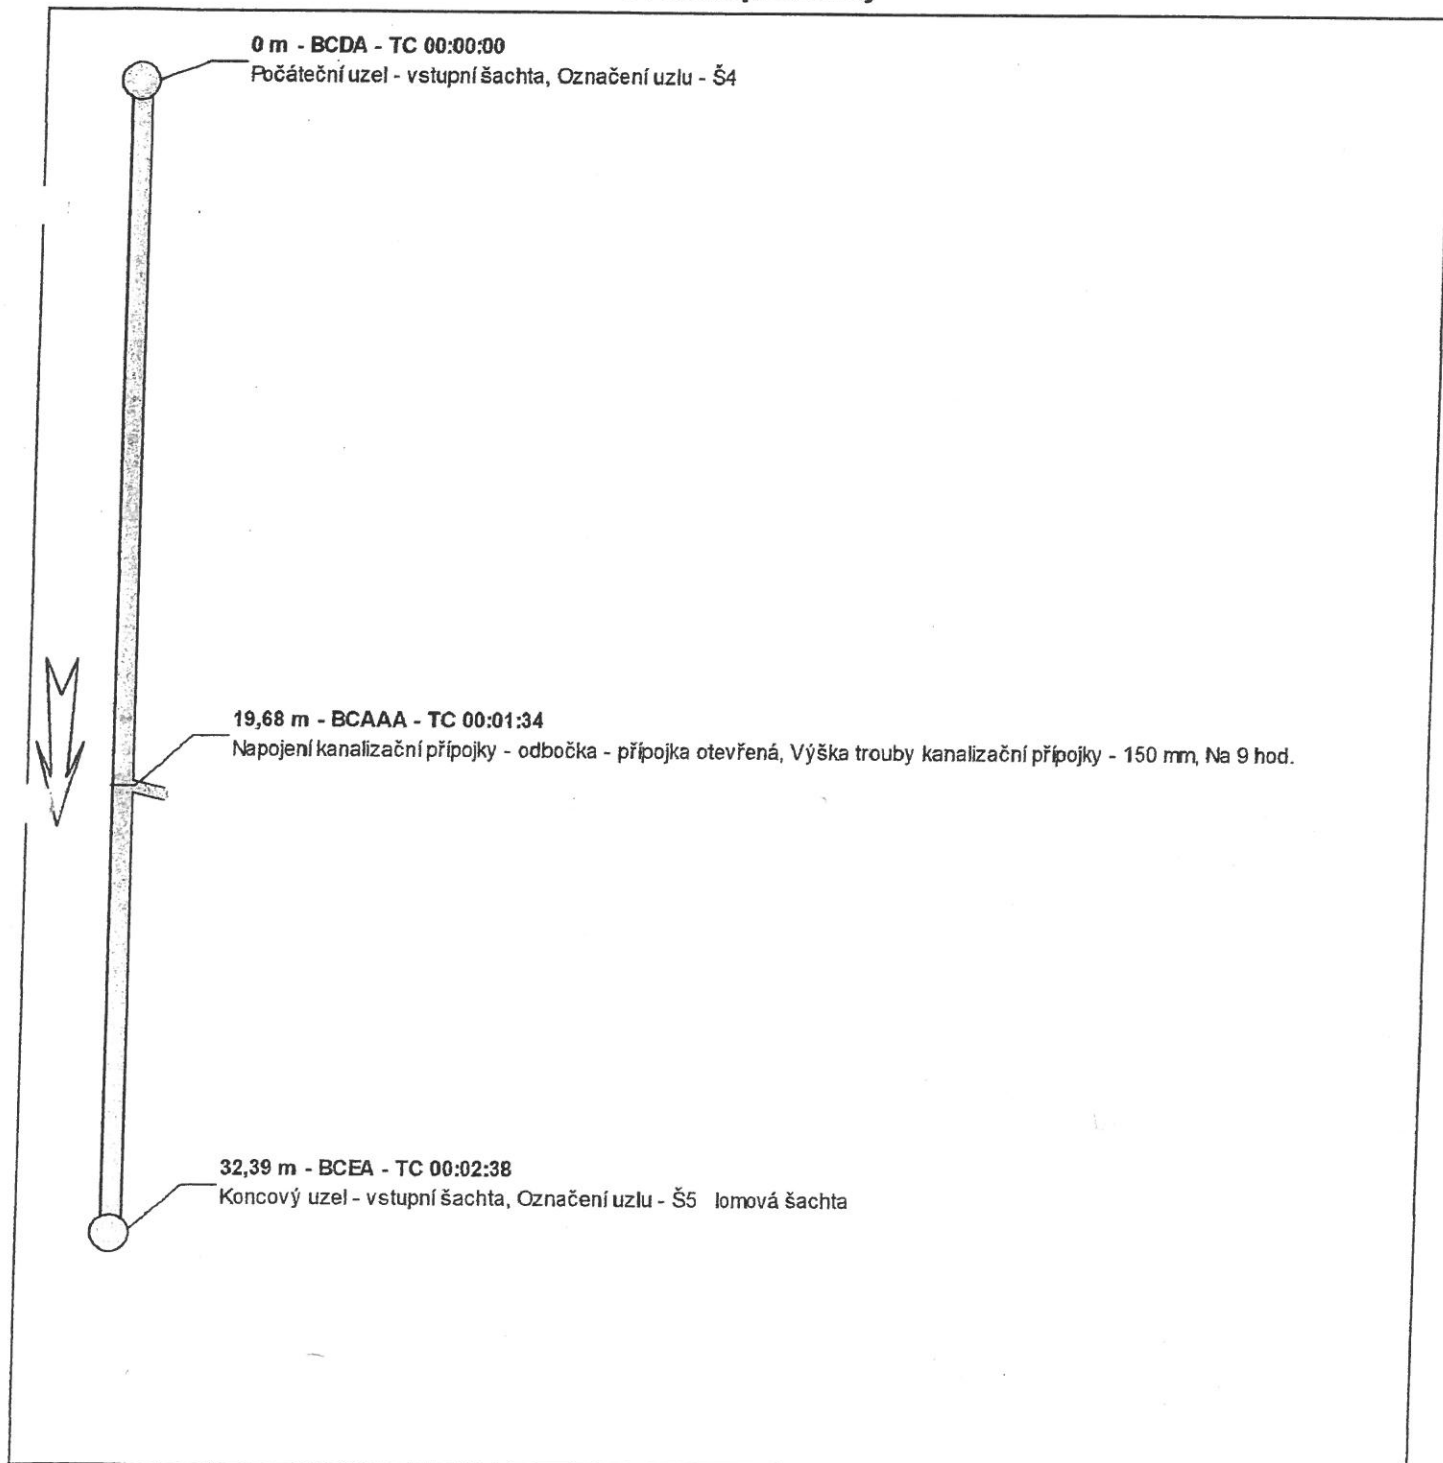 0 m - BCDA - TC 00:00:00
Počáteční uzel - vstupní šachta, Označení uzlu - Š4
19,68 m - BCAAA - TC 00:01:34
Napojení kanalizační přípojky - odbočka - přípojka otevřená, Výška trouby kanalizační přípojky - 150 mm, Na 9 hod.
32,39 m - BCEA - TC 00:02:38
Koncový uzel - vstupní šachta, Označení uzlu - Š5 lomová šachta